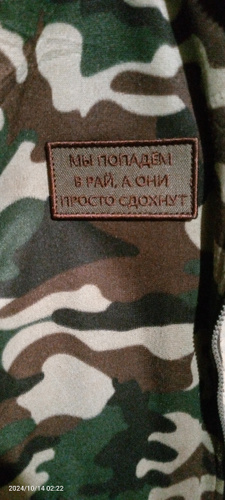 МЫ ПОПАДЁМ
В РАЙ, А ОНИ
ПРОСТО СДОХНУТ
2024/10/14 02:22